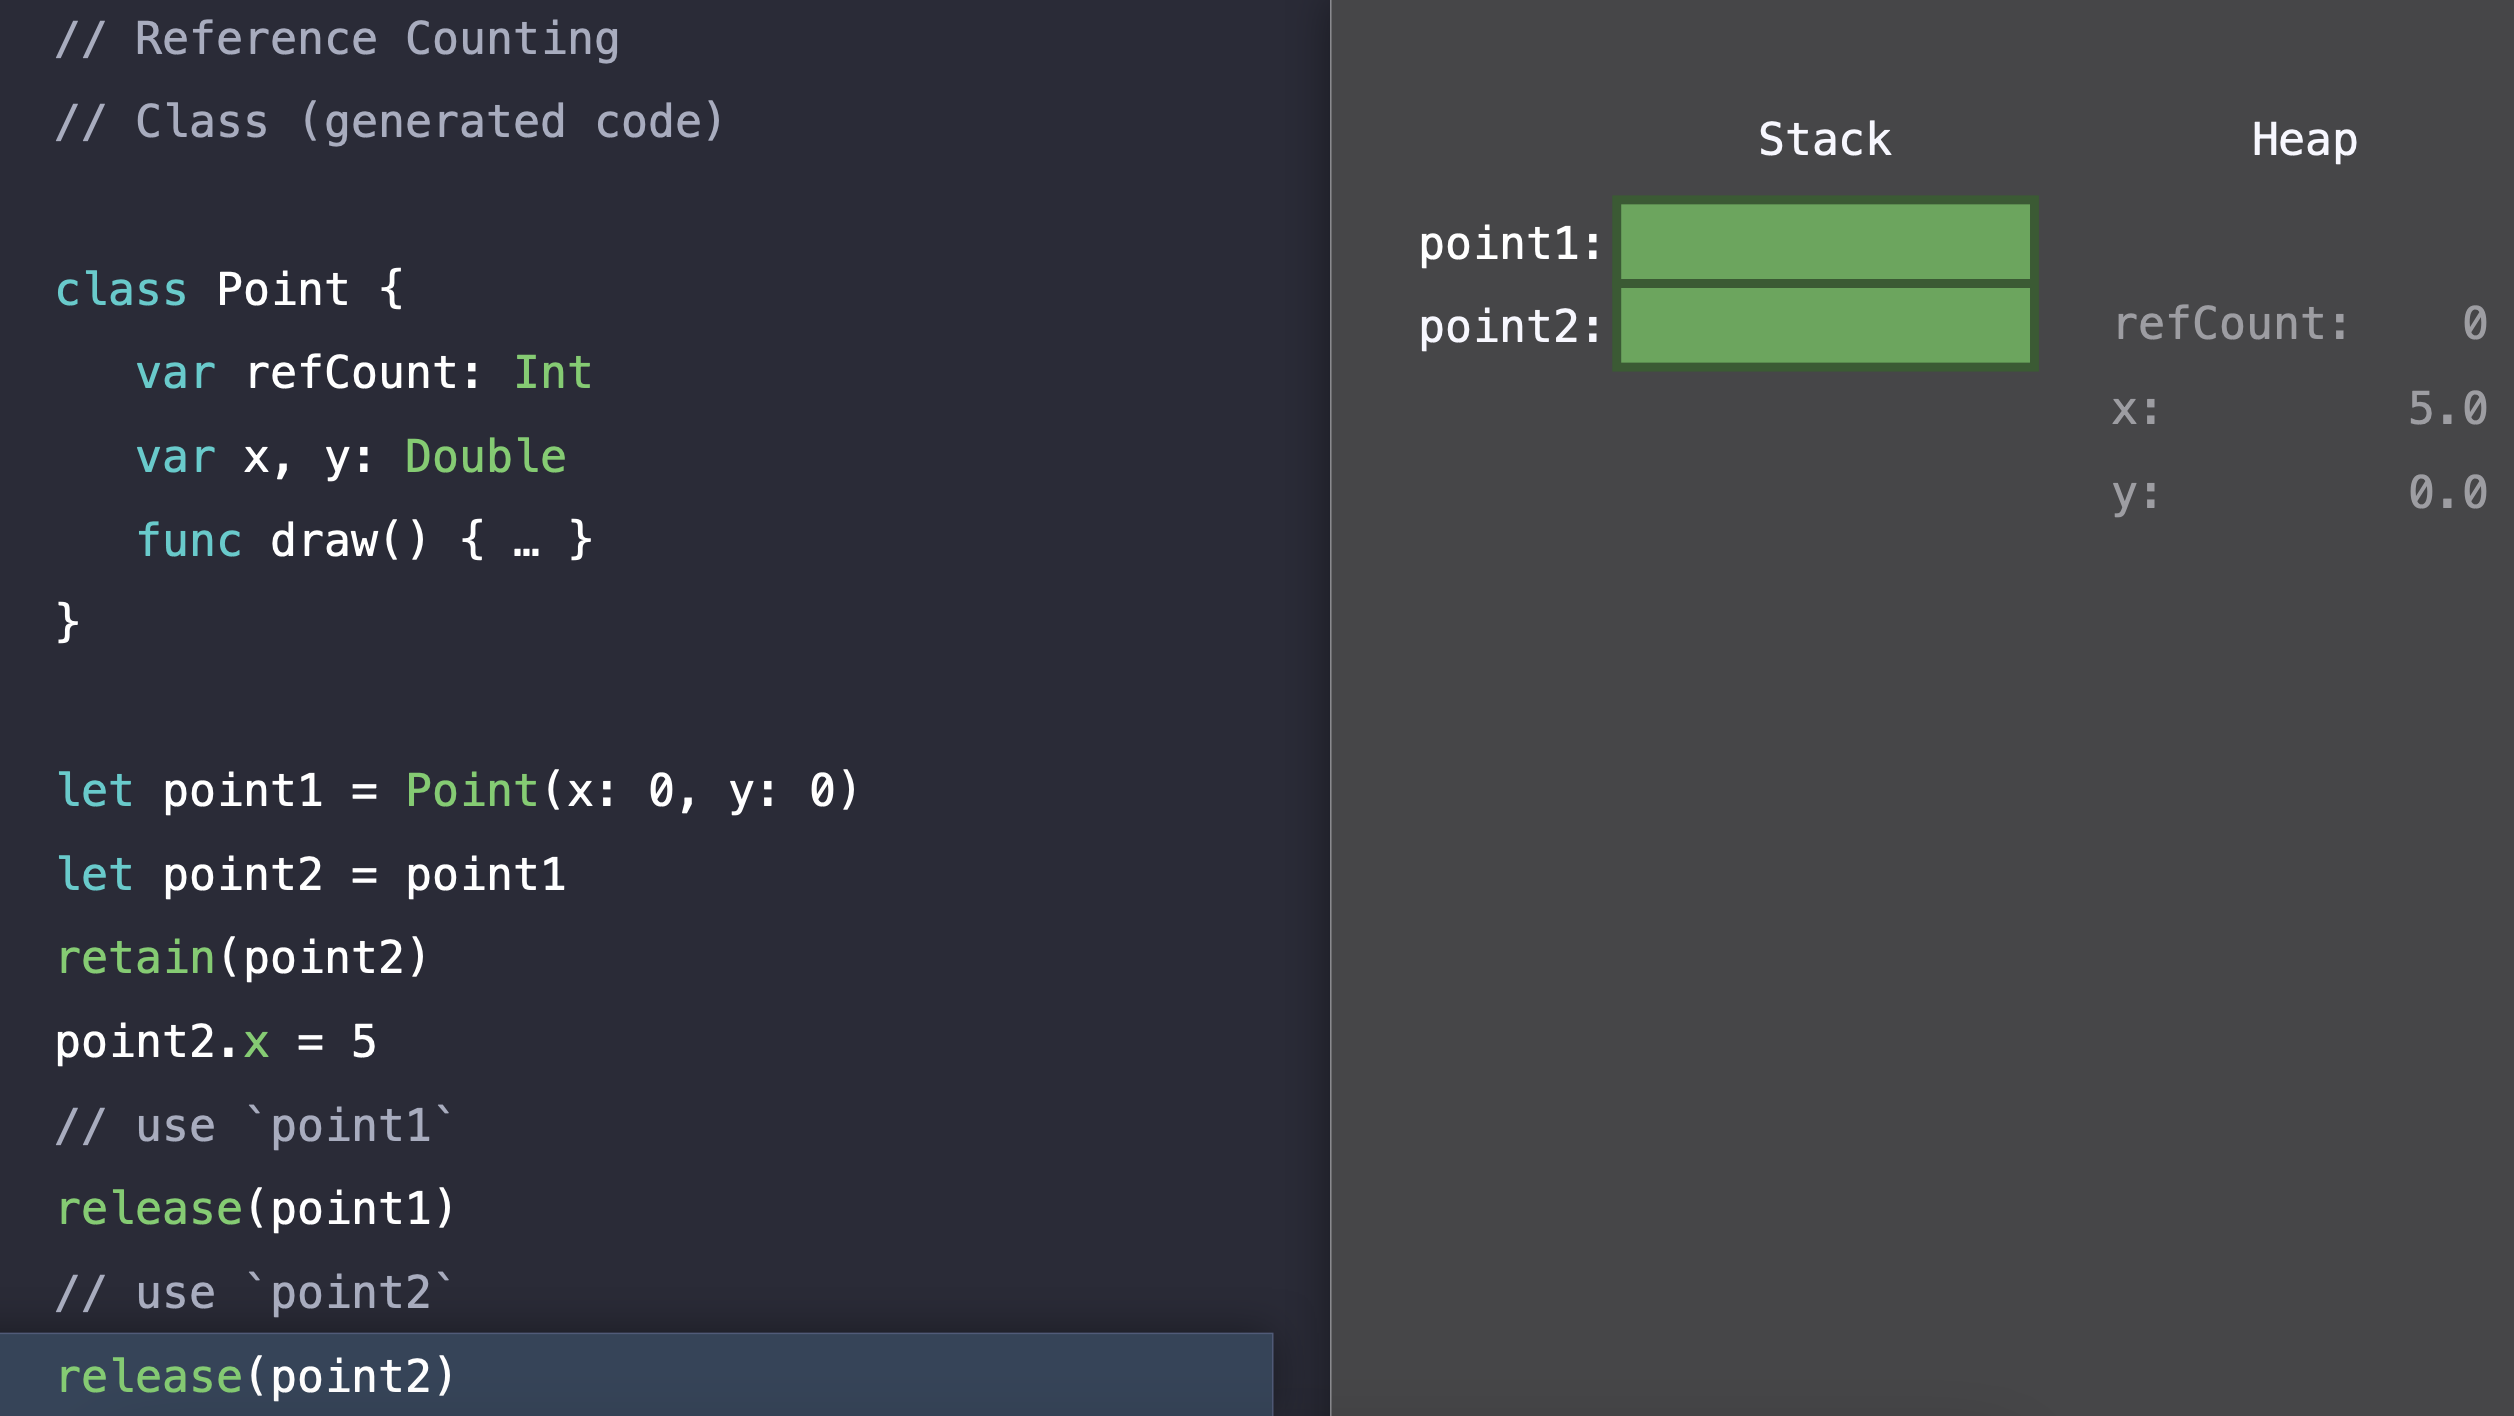 // Reference Counting
// Class (generated code)
class Point {
var refCount: Int
var x, y: Double
func draw() { … }
}
let point1 = Point(x: 0, y: 0)
let point2 = point1
retain(point2)
point2.x = 5
// use `point1`
release(point1)
// use `point2`
release(point2)
Stack Heap
point1:
point2:
refCount: 0
x: 5.0
y: 0.0